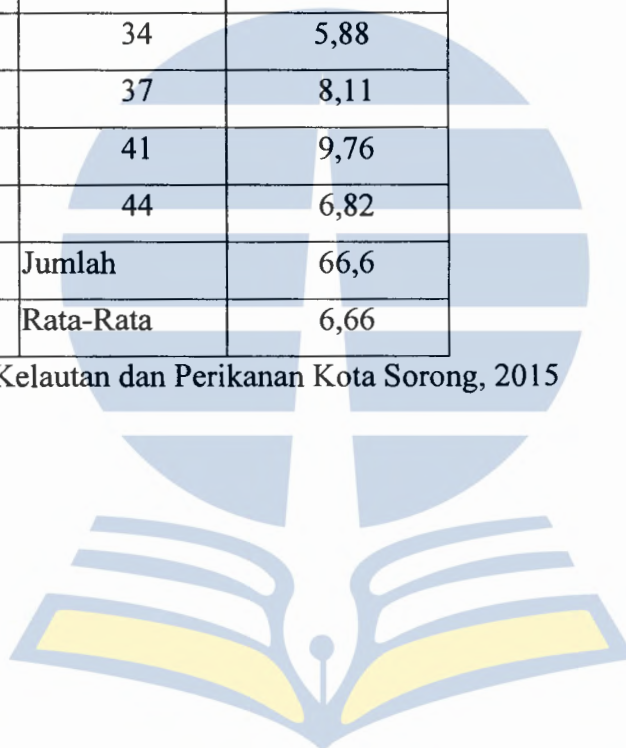 34 5,88
37 8,11
41 9,76
44 6,82
Jumlah 66,6
Rata-Rata 6,66
Kelautan dan Perikanan Kota Sorong, 2015